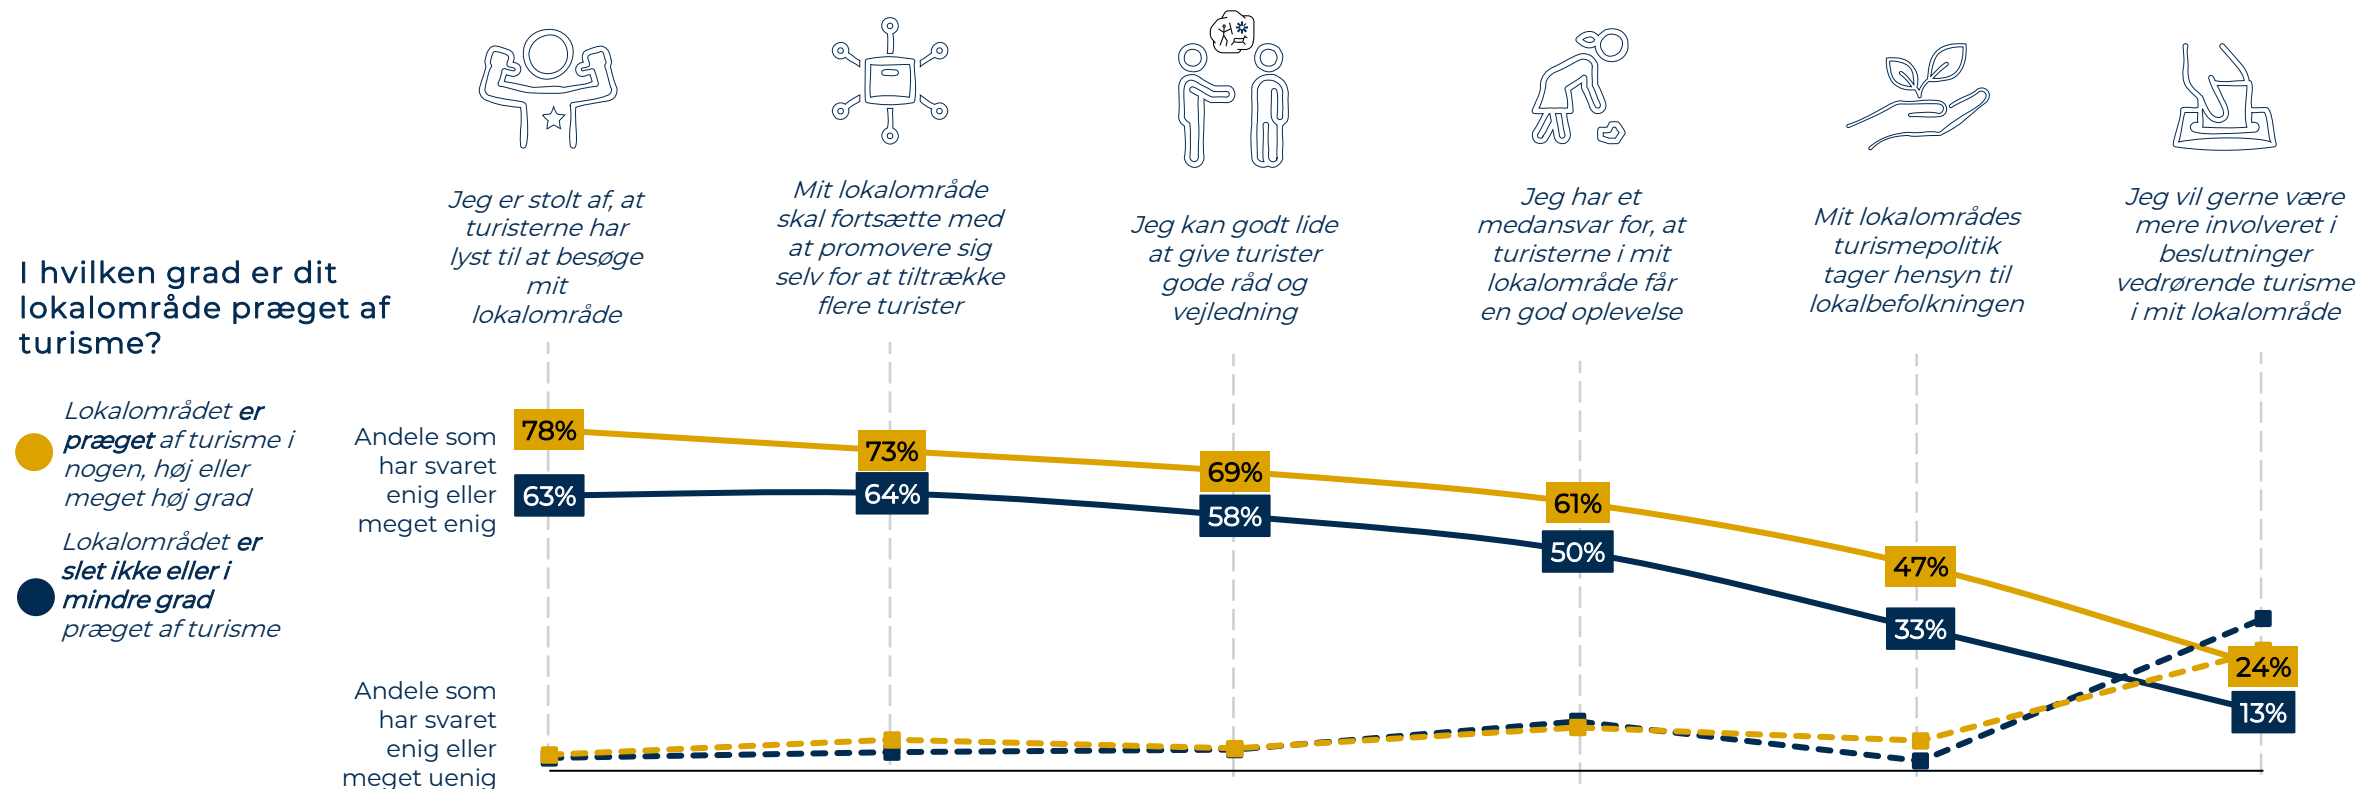 Jeg er stolt af, at
turisterne har
lyst til at besøge
mit
lokalområde
Mit lokalområde
skal fortsætte med
at promovere sig
selv for at tiltrække
flere turister
Jeg kan godt lide
at give turister
gode råd og
vejledning
Jeg har et
medansvar for, at
turisterne i mit
lokalområde får
en god oplevelse
Mit lokalområdes
turismepolitik
tager hensyn til
lokalbefolkningen
Jeg vil gerne være
mere involveret i
beslutninger
vedrørende turisme
i mit lokalområde
I hvilken grad er dit
lokalområde præget af
turisme?
Lokalområdet er
præget af turisme i
nogen, høj eller
meget høj grad
Lokalområdet er
slet ikke eller i
mindre grad
præget af turisme
Andele som
har svaret
enig eller
meget enig
78%
73%
69%
61%
47%
24%
63%
64%
58%
50%
33%
13%
Andele som
har svaret
enig eller
meget uenig